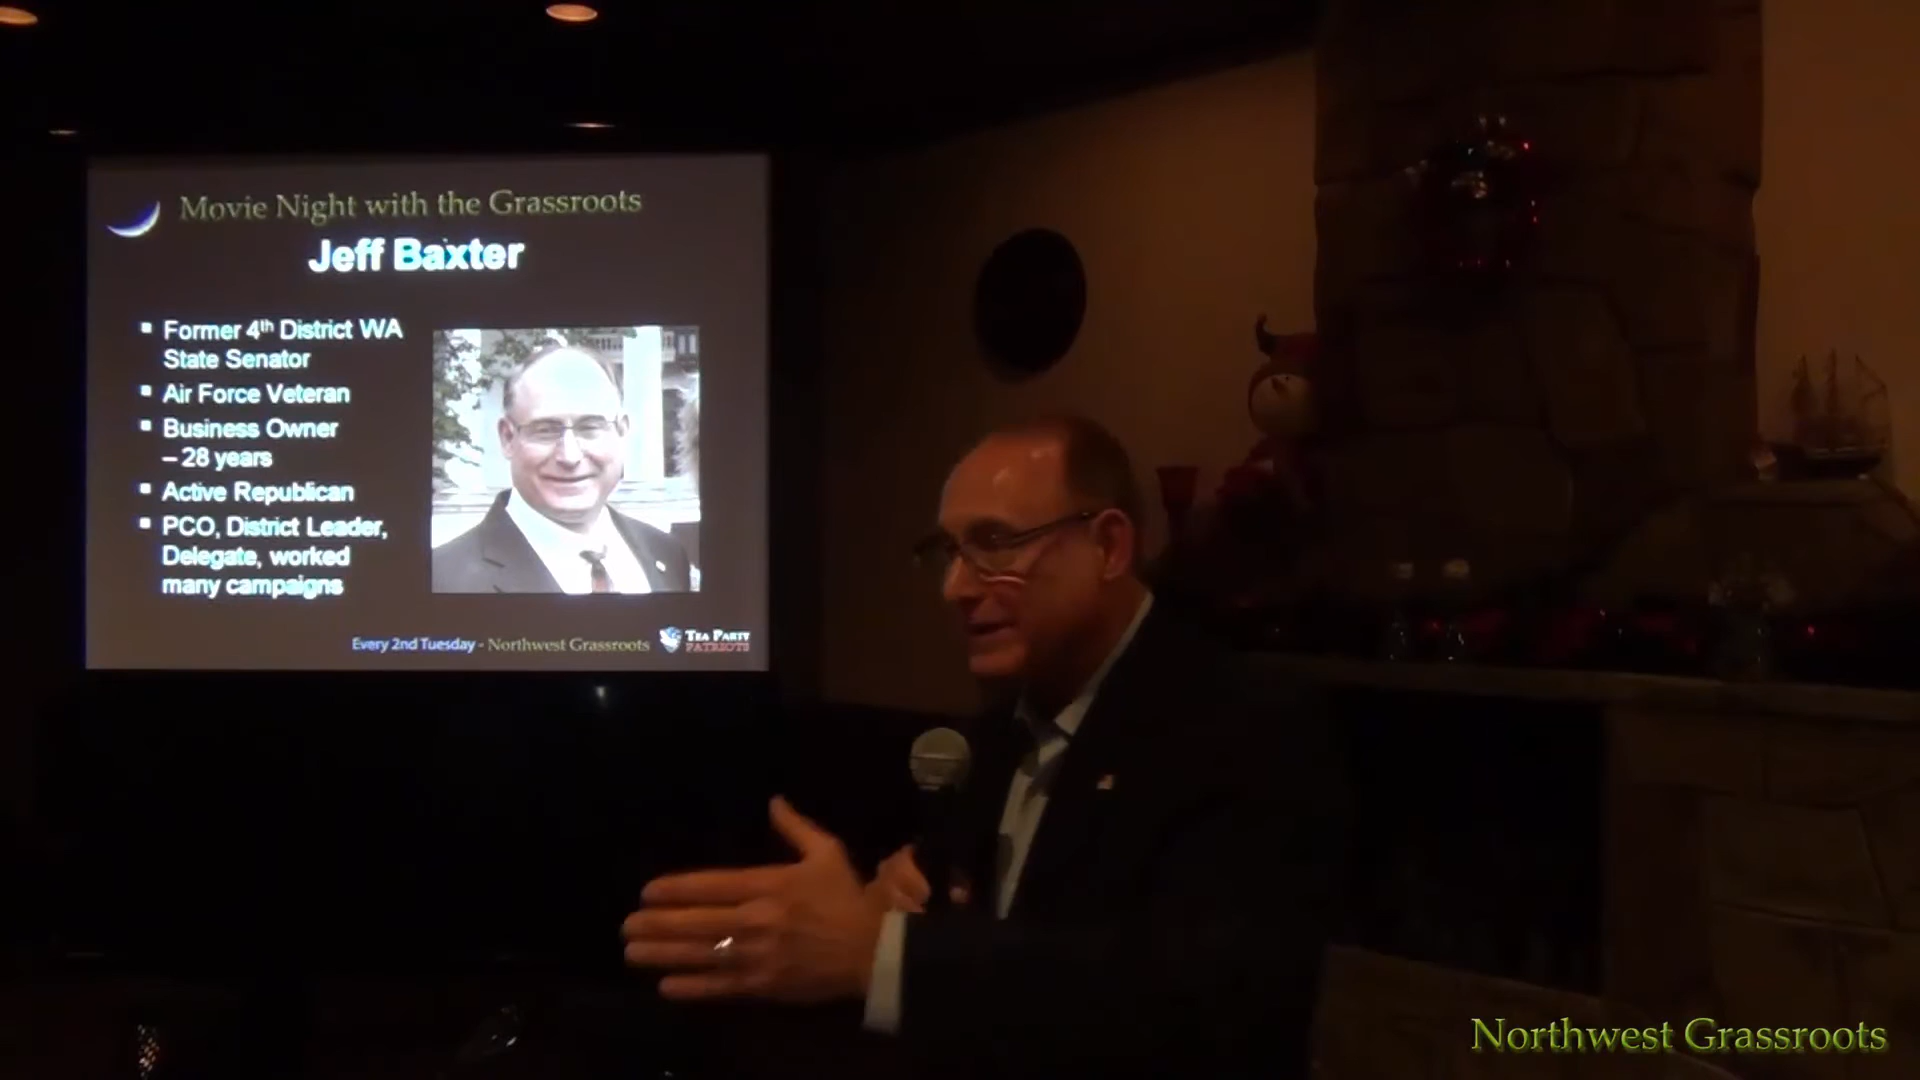 Movie Night with the Grassroots
Jeff Baxter
▪ Former 4th District WA
State Senator
▪ Air Force Veteran
▪ Business Owner
– 28 years
▪ Active Republican
▪ PCO, District Leader,
Delegate, worked
many campaigns
Every 2nd Tuesday - Northwest Grassroots
TEA PARTY
PATRIOTS
Northwest Grassroots